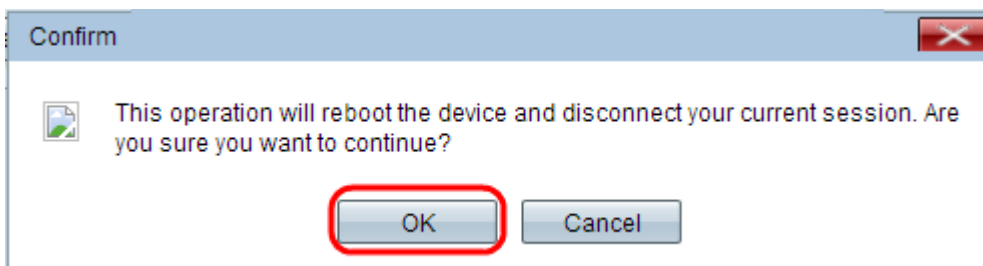 Confirm
This operation will reboot the device and disconnect your current session. Are
you sure you want to continue?
OK
Cancel